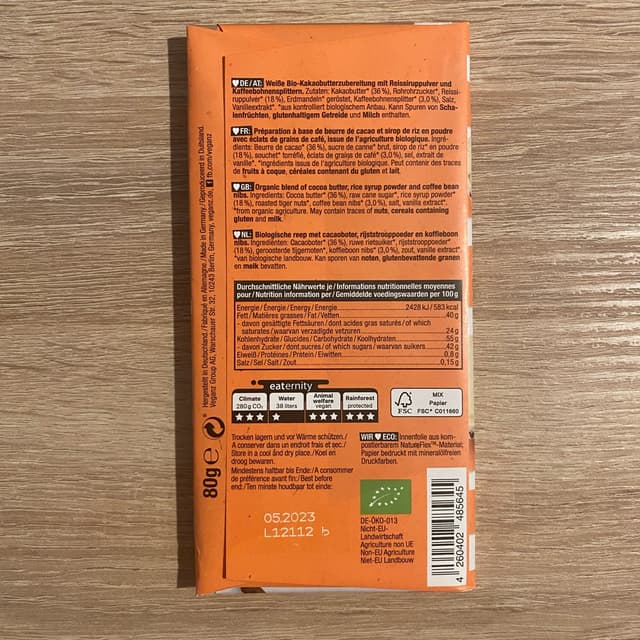 ♥DE/AT: Weiße Bio-Kakaobutterzubereitung mit Reissiruppulver und
Kaffeebohnensplittern. Zutaten: Kakaobutter* (36%), Rohrohrzucker*, Reissi-
ruppulver* (18%), Erdmandeln* geröstet, Kaffeebohnensplitter* (3,0%), Salz,
Vanilleextrakt*. *aus kontrolliert biologischem Anbau. Kann Spuren von Scha-
lenfrüchten, glutenhaltigem Getreide und Milch enthalten.
♥FR: Préparation à base de beurre de cacao et sirop de riz en poudre
avec éclats de grains de café, issue de l'agriculture biologique. Ingré-
dients: Beurre de cacao* (36%), sucre de canne* brut, sirop de riz* en poudre
(18%), souchet* torréfié, éclats de grains de café* (3,0%), sel, extrait de
vanille*. *ingrédients issue de l'agriculture biologique. Peut contenir des traces
de fruits à coque, céréales contenant du gluten et lait.
♥GB: Organic blend of cocoa butter, rice syrup powder and coffee bean
nibs. Ingredients: Cocoa butter* (36%), raw cane sugar*, rice syrup powder*
(18%), roasted tiger nuts*, coffee bean nibs* (3,0%), salt, vanilla extract*.
*from organic agriculture. May contain traces of nuts, cereals containing
gluten and milk.
♥NL: Biologische reep met cacaoboter, rijststroopпoeder en koffieboon
nibs. Ingrediënten: Cacaoboter* (36%), ruwe rietsuiker*, rijststrooppoeder*
(18%), geroosterde tijgernoten*, koffieboon nibs* (3,0%), zout, vanille extract*.
*van biologische landbouw. Kan sporen van noten, glutenbevattende granen
en melk bevatten.
Durchschnittliche Nährwerte je / Informations nutritionnelles moyennes
pour / Nutrition information per / Gemiddelde voedingswaarden per 100g
Energie / Énergie / Energy / Energie 2428 kJ / 583 kcal
Fett / Matières grasses / Fat / Vetten 40g
- davon gesättigte Fettsäuren / dont acides gras saturés / of which
saturates / waarvan verzadigde vetzuren 24g
Kohlenhydrate / Glucides / Carbohydrate / Koolhydraten 55g
- davon Zucker / dont sucres / of which sugars / waarvan suikers 42g
Eiweiß / Protéines / Protein / Eiwitten 0,8g
Salz / Sel / Salt / Zout 0,15g
eaternity
Climate
280g CO₂
★★★
Water
38 liters
★
Animal welfare
vegan
★★★
Rainforest
protected
★★★
FSC
MIX
Papier
FSC® C011660
Trocken lagern und vor Wärme schützen. /
A conserver dans un endroit frais et sec. /
Store in a cool and dry place. / Koel en
droog bewaren.
Mindestens haltbar bis Ende: / A consommer
de préférence avant fin: / Best before
end: / Ten minste houdbaar tot einde:
05.2023
L12112 b
WIR ♥ ECO: Innenfolie aus kom-
postierbarem NatureFlex™-Material;
Papier bedruckt mit mineralölfreien
Druckfarben.
DE-ÖKO-013
Nicht-EU-
Landwirtschaft
Agriculture non UE
Non-EU Agriculture
Niet-EU Landbouw
4 260402 485645
80g e
Hergestellt in Deutschland. / Fabriqué en Allemagne. / Made in Germany. / Geproduceerd in Duitsland.
Veganz Group AG, Warschauer Str. 32, 10243 Berlin, Germany, veganz.de, f fb.com/veganz